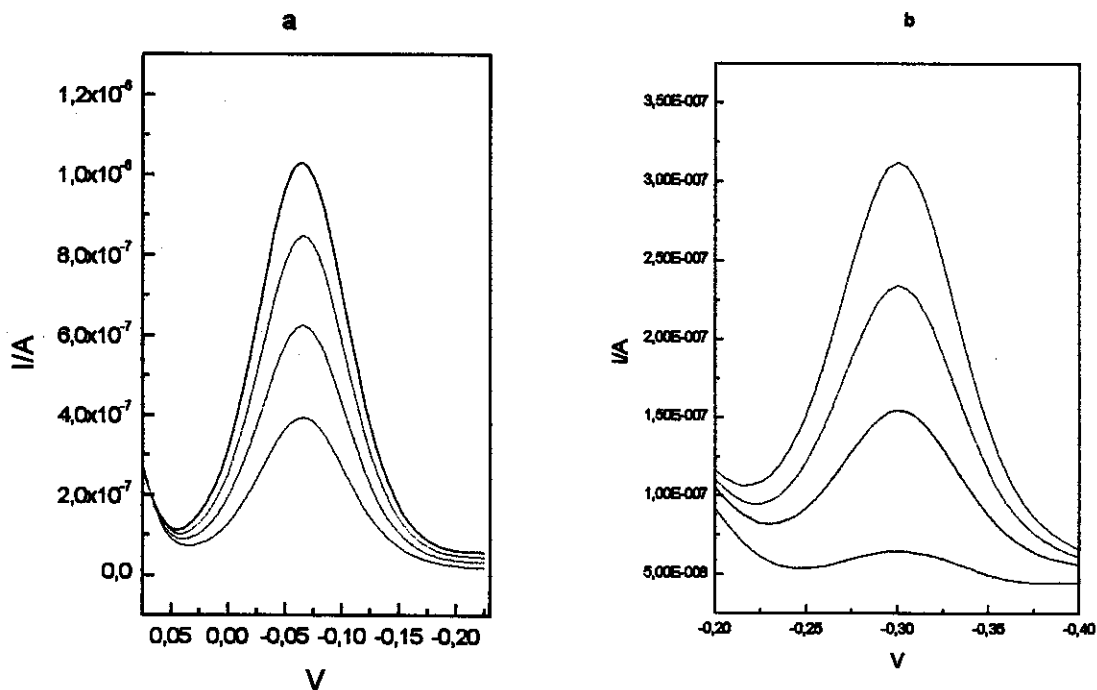 a
1,2x10⁻⁶
1,0x10⁻⁶
8,0x10⁻⁷
6,0x10⁻⁷
4,0x10⁻⁷
2,0x10⁻⁷
0,0
I/A
0,05 0,00 -0,05 -0,10 -0,15 -0,20
V
b
3,50E-007
3,00E-007
2,50E-007
2,00E-007
1,50E-007
1,00E-007
5,00E-008
I/A
-0,20 -0,25 -0,30 -0,35 -0,40
V